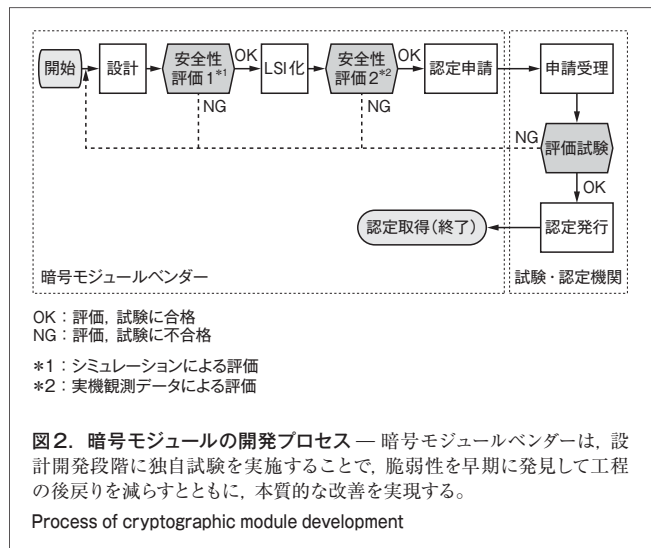 開始
設計
安全性
評価1*1
OK
LSI化
安全性
評価2*2
OK
認定申請
申請受理
NG
NG
NG
評価試験
OK
認定発行
認定取得(終了)
暗号モジュールベンダー
試験・認定機関
OK:評価,試験に合格
NG:評価,試験に不合格
*1:シミュレーションによる評価
*2:実機観測データによる評価
図2. 暗号モジュールの開発プロセス ― 暗号モジュールベンダーは,設
計開発段階に独自試験を実施することで,脆弱性を早期に発見して工程
の後戻りを減らすとともに,本質的な改善を実現する。
Process of cryptographic module development